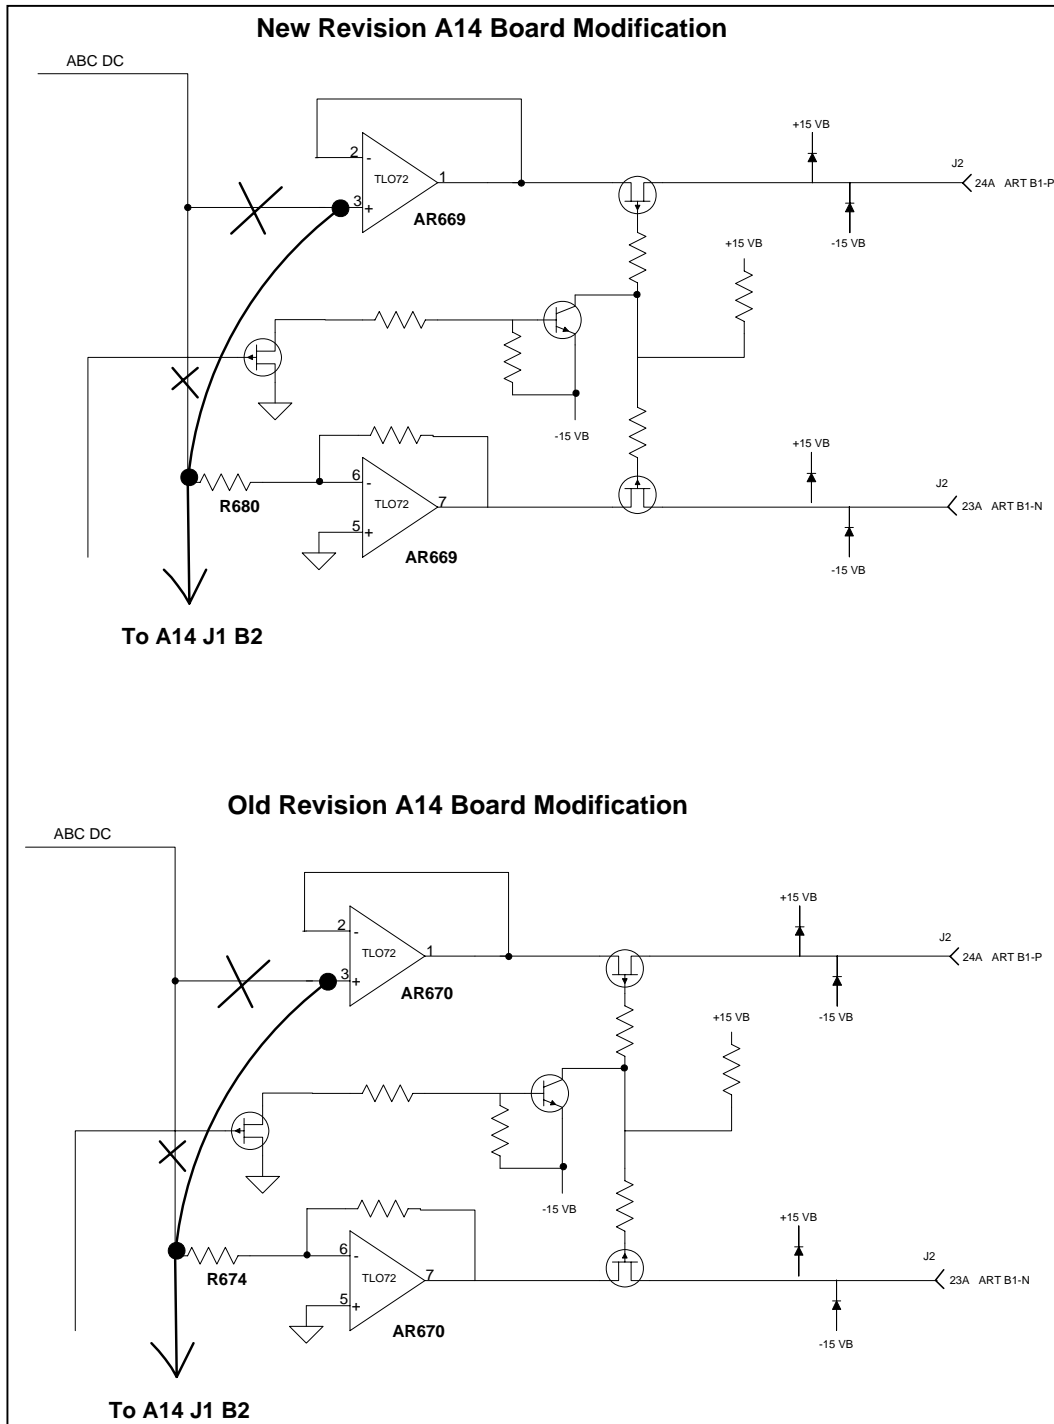 New Revision A14 Board Modification
ABC DC
+15 VB
J2
2
-
TLO72
1
24A ART B1-P
3
+
AR669
-15 VB
+15 VB
-15 VB
+15 VB
6
-
J2
R680
TLO72
7
23A ART B1-N
5
+
AR669
-15 VB
To A14 J1 B2
Old Revision A14 Board Modification
ABC DC
+15 VB
J2
2
-
TLO72
1
24A ART B1-P
3
+
AR670
-15 VB
+15 VB
-15 VB
+15 VB
6
-
J2
R674
TLO72
7
23A ART B1-N
5
+
AR670
-15 VB
To A14 J1 B2